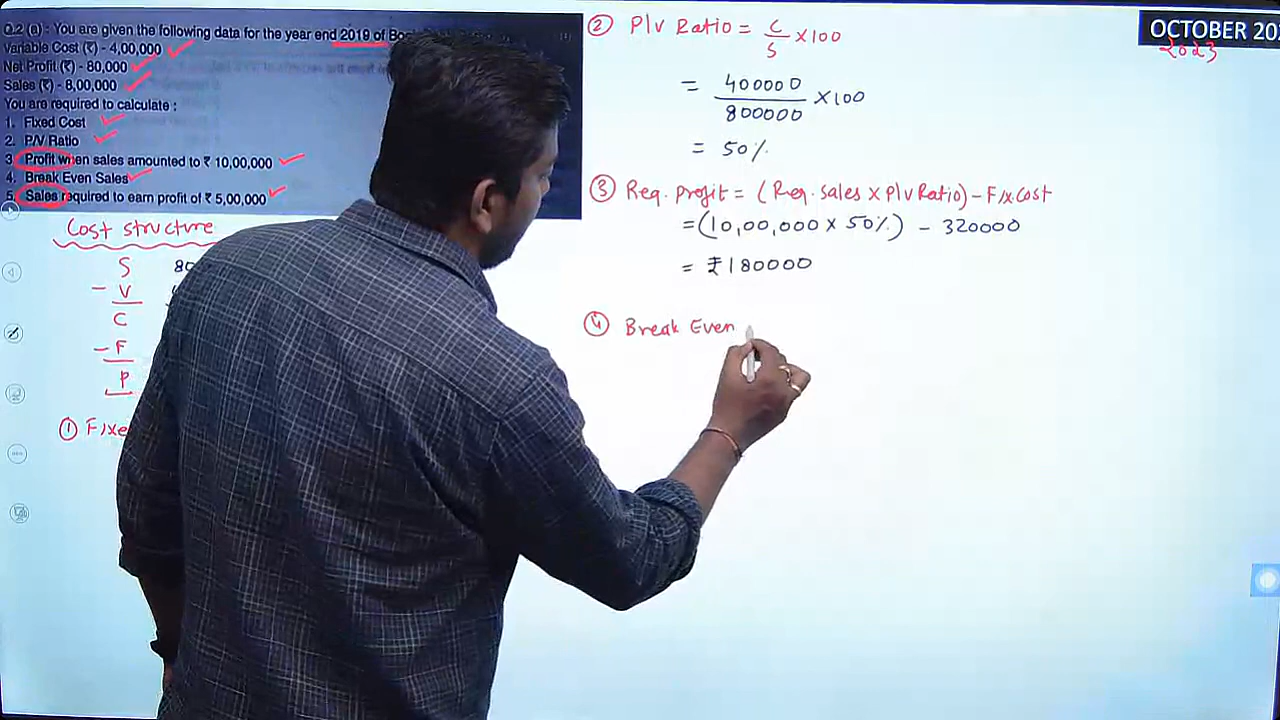 Q.2 (a) : You are given the following data for the year end 2019 of
Variable Cost (₹) - 4,00,000
Net Profit (₹) - 80,000
Sales (₹) - 8,00,000
You are required to calculate :
1. Fixed Cost
2. P/V Ratio
3. Profit when sales amounted to ₹ 10,00,000
4. Break Even Sales
5. Sales required to earn profit of ₹ 5,00,000
Cost structure
S 80
- V
C
- F
P
①
② P/V Ratio = C/S ×100
= 400000/800000 ×100
= 50%
③ Req. Profit = (Req. Sales × P/V Ratio) - Fix Cost
= (10,00,000 × 50%) - 320000
= ₹180000
④ Break Even
OCTOBER
2023